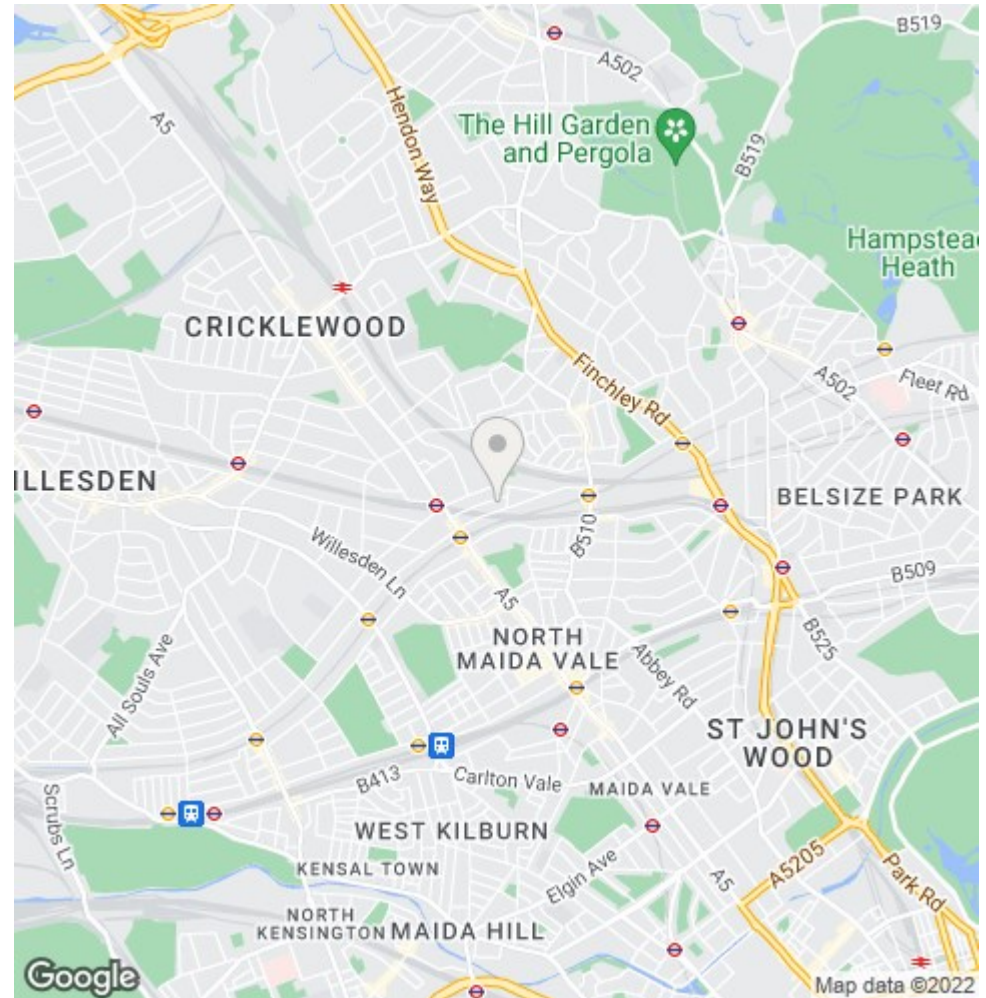 B519
A502
A5
Hendon Way
The Hill Garden
and Pergola
B519
Hampstea
Heath
CRICKLEWOOD
Finchley Rd
A502
Fleet Rd
ILLESDEN
BELSIZE PARK
B510
Willesden Ln
B509
A5
NORTH
MAIDA VALE
Abbey Rd
B525
All Souls Ave
ST JOHN'S
WOOD
B413
Carlton Vale
MAIDA VALE
Scrubs Ln
WEST KILBURN
A5205
Park Rd
KENSAL TOWN
Elgin Ave
A5
NORTH
KENSINGTON
MAIDA HILL
Google
Map data ©2022